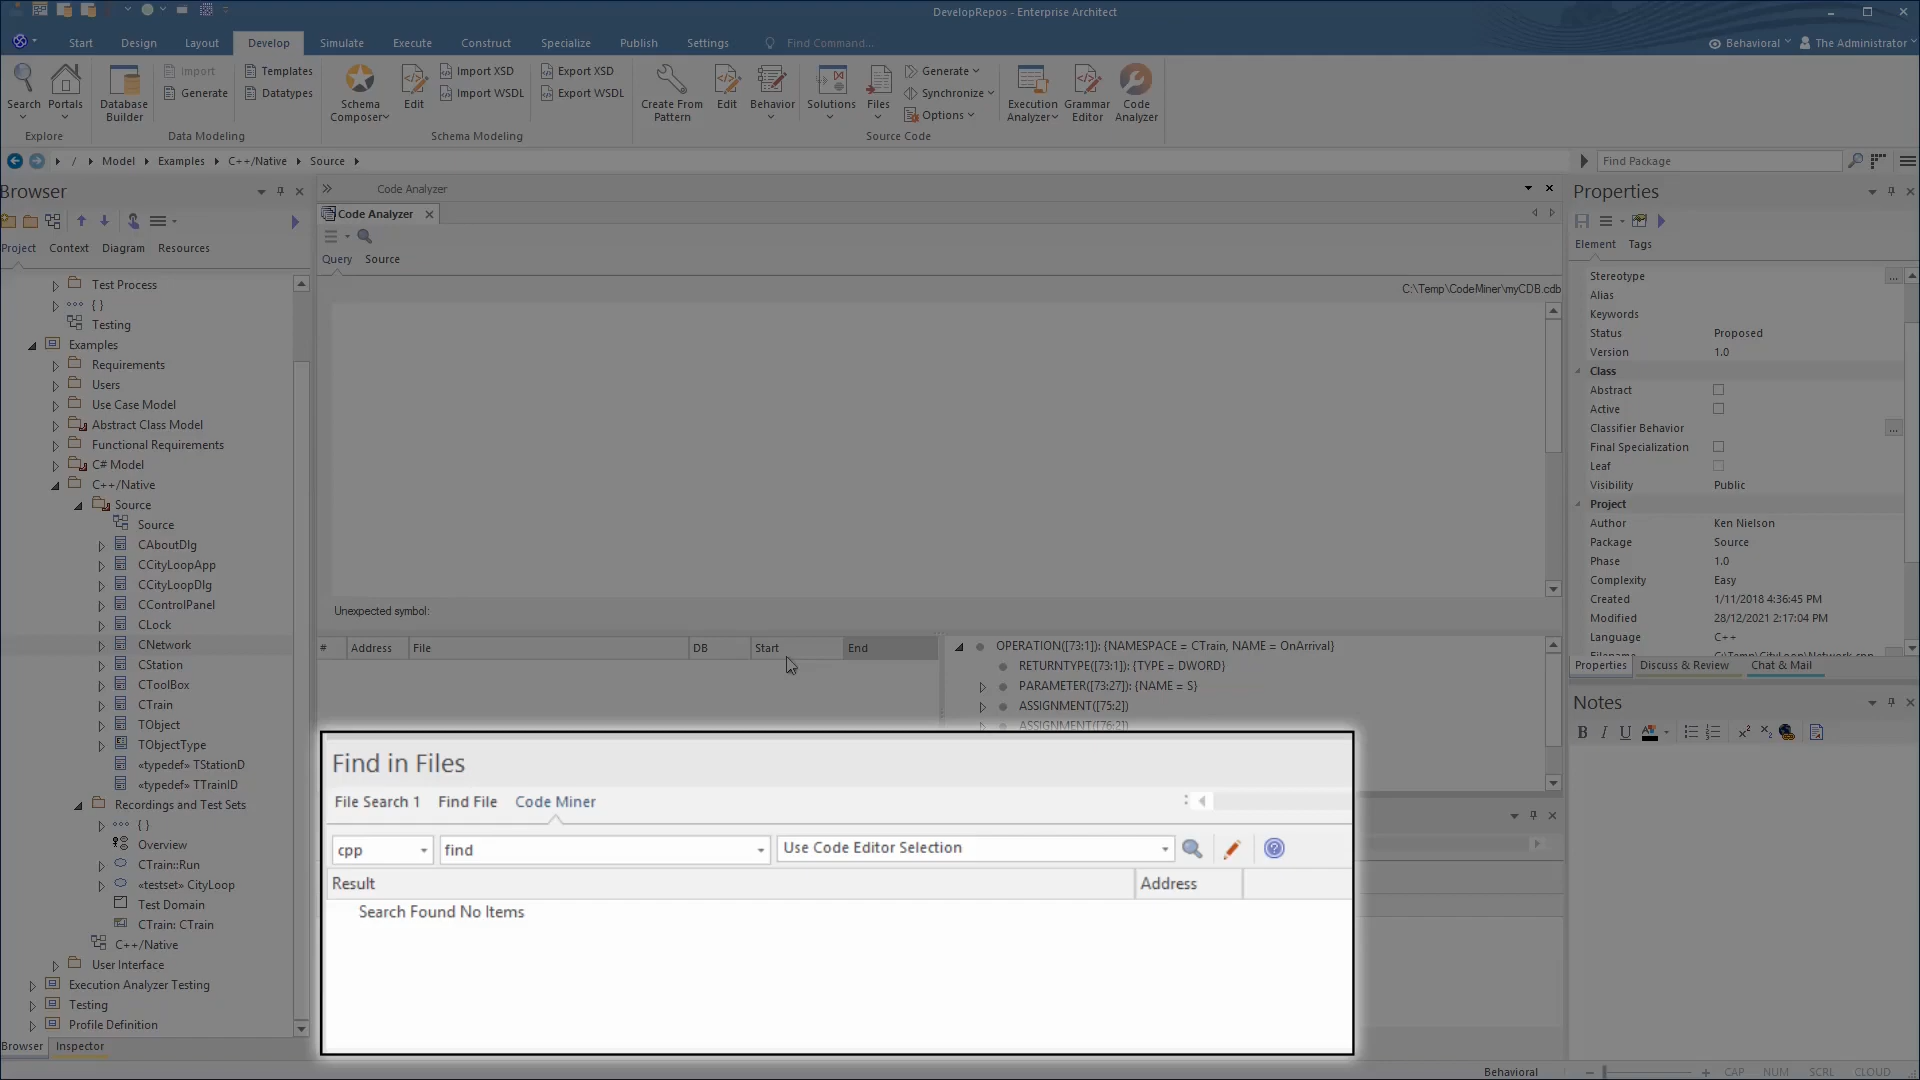 DevelopRepos - Enterprise Architect
Start Design Layout Develop Simulate Execute Construct Specialize Publish Settings Find Command... Behavioral The Administrator
Search Portals
Explore
Database Builder
Import
Generate
Templates
Datatypes
Data Modeling
Schema Composer
Edit
Import XSD
Import WSDL
Export XSD
Export WSDL
Schema Modeling
Create From Pattern
Edit
Behavior
Solutions
Files
Generate
Synchronize
Options
Source Code
Execution Analyzer
Grammar Editor
Code Analyzer
/ Model Examples C++/Native Source
Find Package
Browser
Project Context Diagram Resources
Test Process
{ }
Testing
Examples
Requirements
Users
Use Case Model
Abstract Class Model
Functional Requirements
C# Model
C++/Native
Source
Source
CAboutDlg
CCityLoopApp
CCityLoopDlg
CControlPanel
CLock
CNetwork
CStation
CToolBox
CTrain
TObject
TObjectType
«typedef» TStationD
«typedef» TTrainID
Recordings and Test Sets
{ }
Overview
CTrain::Run
«testset» CityLoop
Test Domain
CTrain: CTrain
C++/Native
User Interface
Execution Analyzer Testing
Testing
Profile Definition
Browser Inspector
Code Analyzer
Code Analyzer
Query Source
C:\Temp\CodeMiner\myCDB.cdb
Unexpected symbol:
# Address File DB Start End
OPERATION([73:1]): {NAMESPACE = CTrain, NAME = OnArrival}
RETURNTYPE([73:1]): {TYPE = DWORD}
PARAMETER([73:27]): {NAME = S}
ASSIGNMENT([75:2])
ASSIGNMENT([76:2])
Find in Files
File Search 1 Find File Code Miner
cpp find Use Code Editor Selection
Result Address
Search Found No Items
Properties
Element Tags
Stereotype ...
Alias
Keywords
Status Proposed
Version 1.0
Class
Abstract
Active
Classifier Behavior ...
Final Specialization
Leaf
Visibility Public
Project
Author Ken Nielson
Package Source
Phase 1.0
Complexity Easy
Created 1/11/2018 4:36:45 PM
Modified 28/12/2021 2:17:04 PM
Language C++
Filename C:\Temp\CityLoop\Network.cpp
Properties Discuss & Review Chat & Mail
Notes
B I U
Behavioral CAP NUM SCRL CLOUD